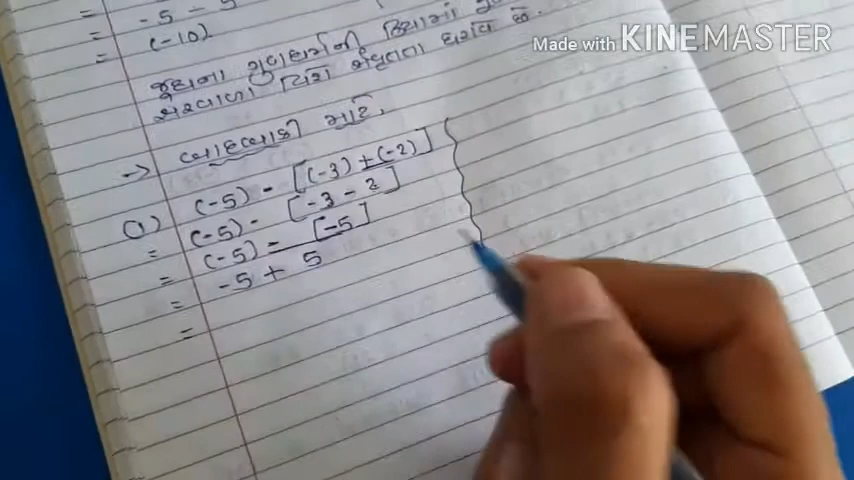 = -5 - 5
= (-10)
=
ગુણધર્મની ક્રિયામાં
સરવાળા વિશે ધરાવે છે.
→ બાદબાકી માટે,
(1) (-5) - [(-3) + (-2)]
= (-5) - [-3 - 2]
= (-5) - [-5]
= -5 + 5
=
Made with KINEMASTER